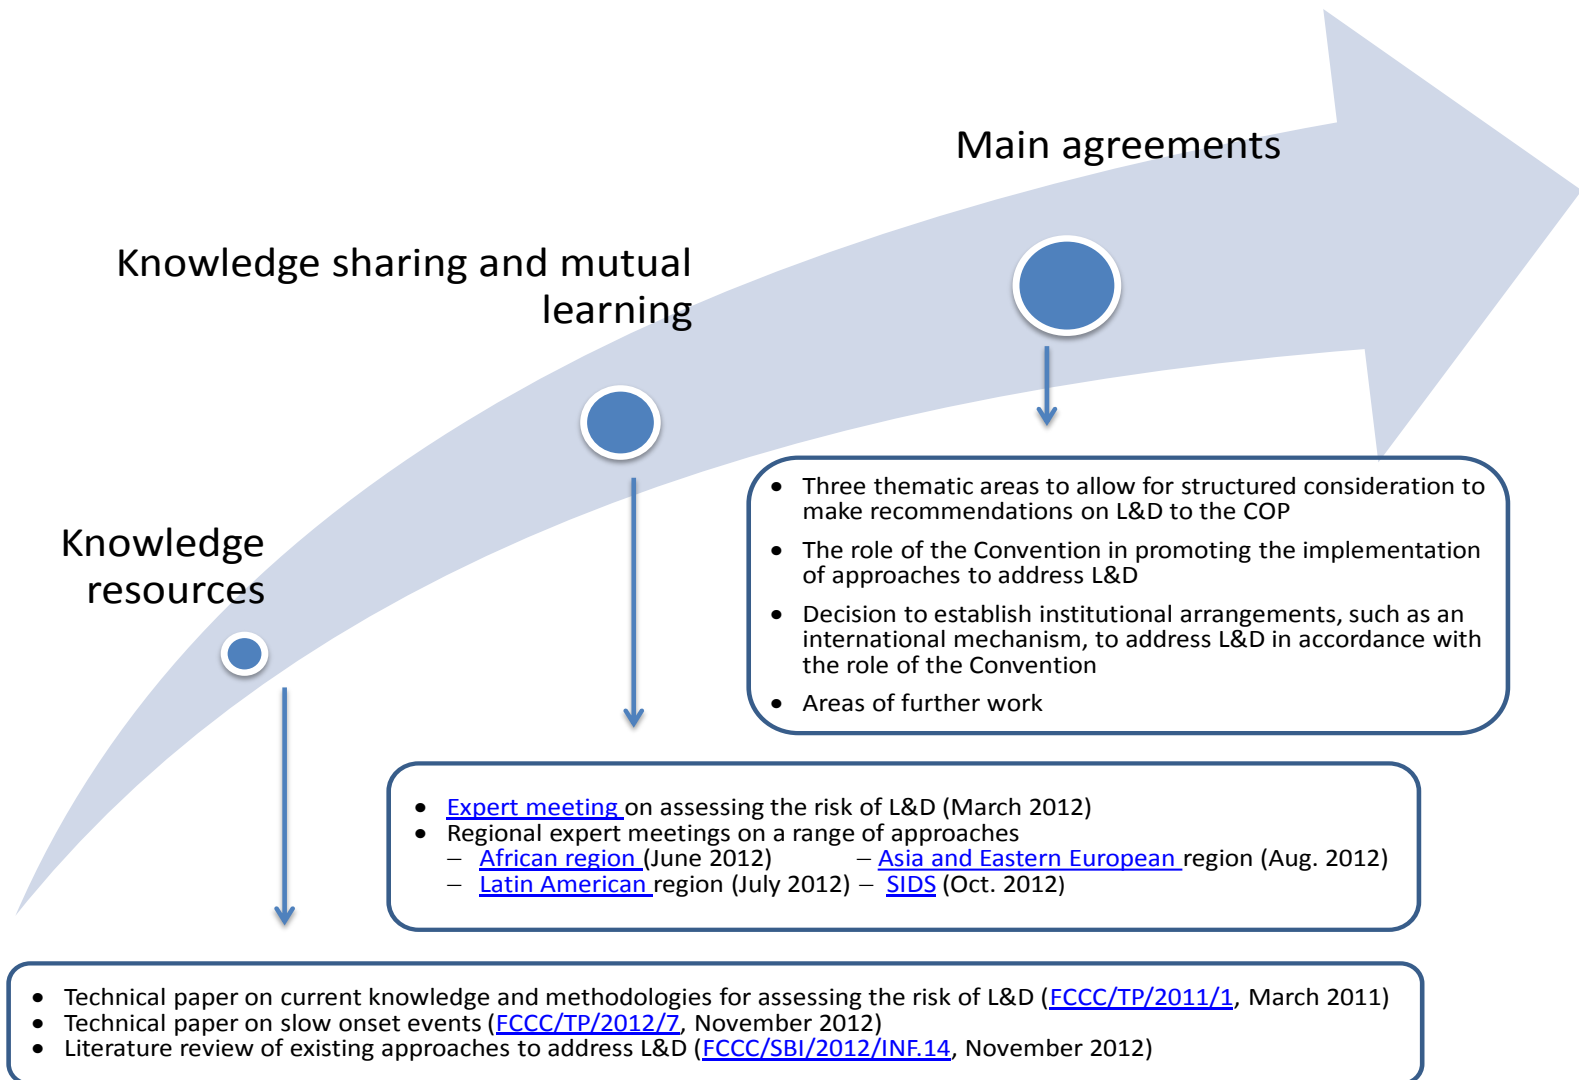 Main agreements
Knowledge sharing and mutual
learning
Knowledge
resources
• Three thematic areas to allow for structured consideration to
make recommendations on L&D to the COP
• The role of the Convention in promoting the implementation
of approaches to address L&D
• Decision to establish institutional arrangements, such as an
international mechanism, to address L&D in accordance with
the role of the Convention
• Areas of further work
• Expert meeting on assessing the risk of L&D (March 2012)
• Regional expert meetings on a range of approaches
– African region (June 2012) – Asia and Eastern European region (Aug. 2012)
– Latin American region (July 2012) – SIDS (Oct. 2012)
• Technical paper on current knowledge and methodologies for assessing the risk of L&D (FCCC/TP/2011/1, March 2011)
• Technical paper on slow onset events (FCCC/TP/2012/7, November 2012)
• Literature review of existing approaches to address L&D (FCCC/SBI/2012/INF.14, November 2012)